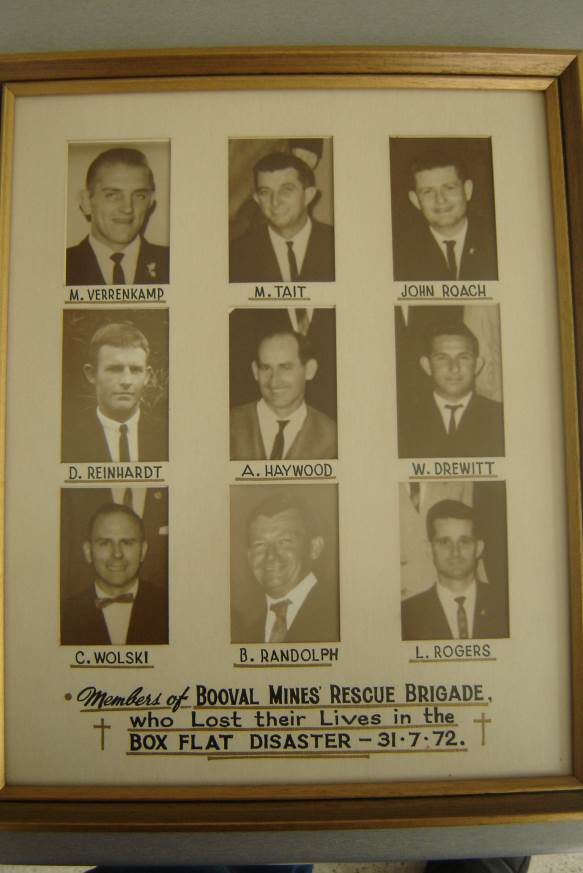 M. VERRENKAMP
M. TAIT
JOHN ROACH
D. REINHARDT
A. HAYWOOD
W. DREWITT
C. WOLSKI
B. RANDOLPH
L. ROGERS
Members of BOOVAL MINES' RESCUE BRIGADE,
who Lost their Lives in the
BOX FLAT DISASTER – 31·7·72.